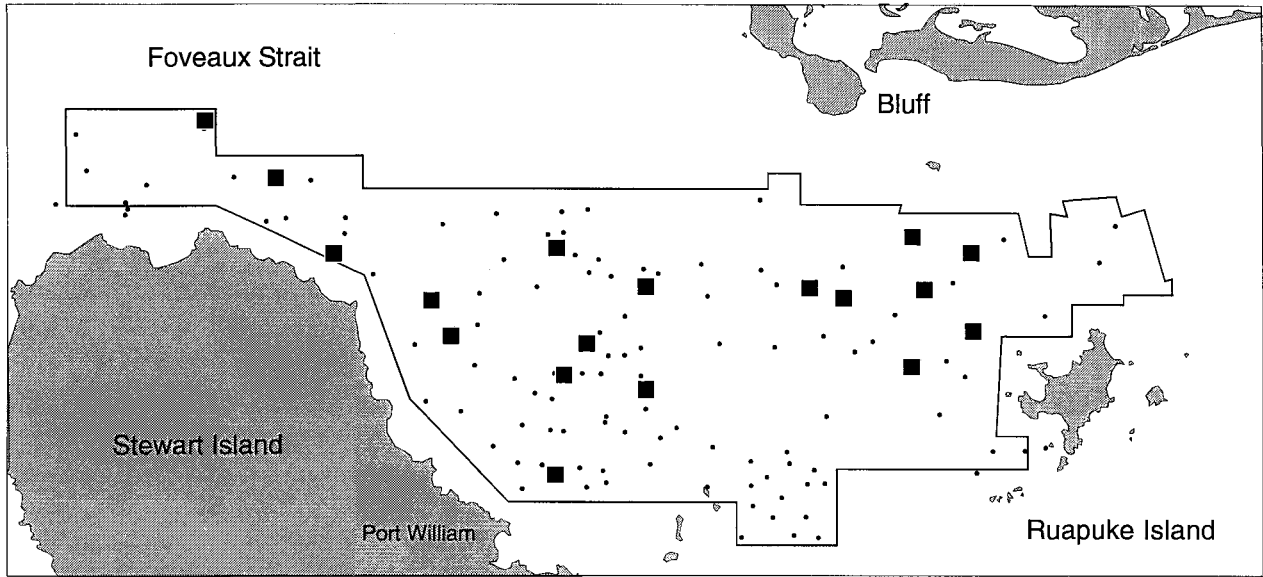 Foveaux Strait
Bluff
Stewart Island
Port William
Ruapuke Island